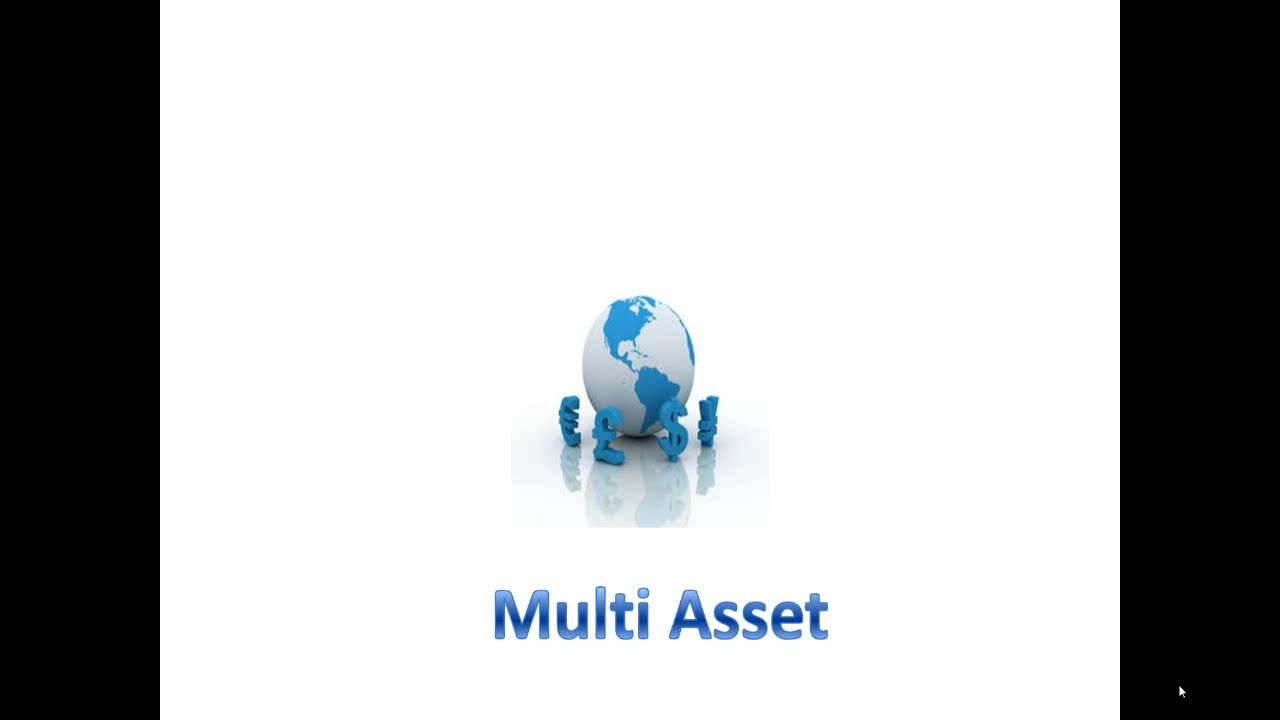 € £ $ ¥
Multi Asset